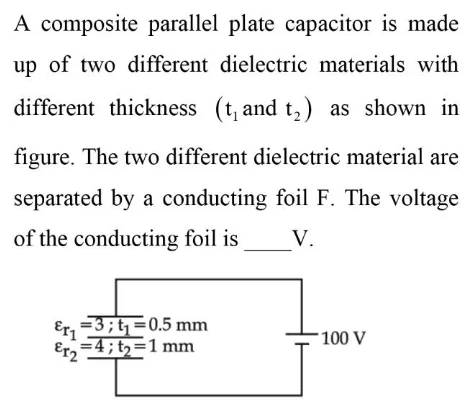 A composite parallel plate capacitor is made
up of two different dielectric materials with
different thickness (t₁ and t₂) as shown in
figure. The two different dielectric material are
separated by a conducting foil F. The voltage
of the conducting foil is ____V.
εr₁ = 3 ; t₁ = 0.5 mm
εr₂ = 4 ; t₂ = 1 mm
100 V